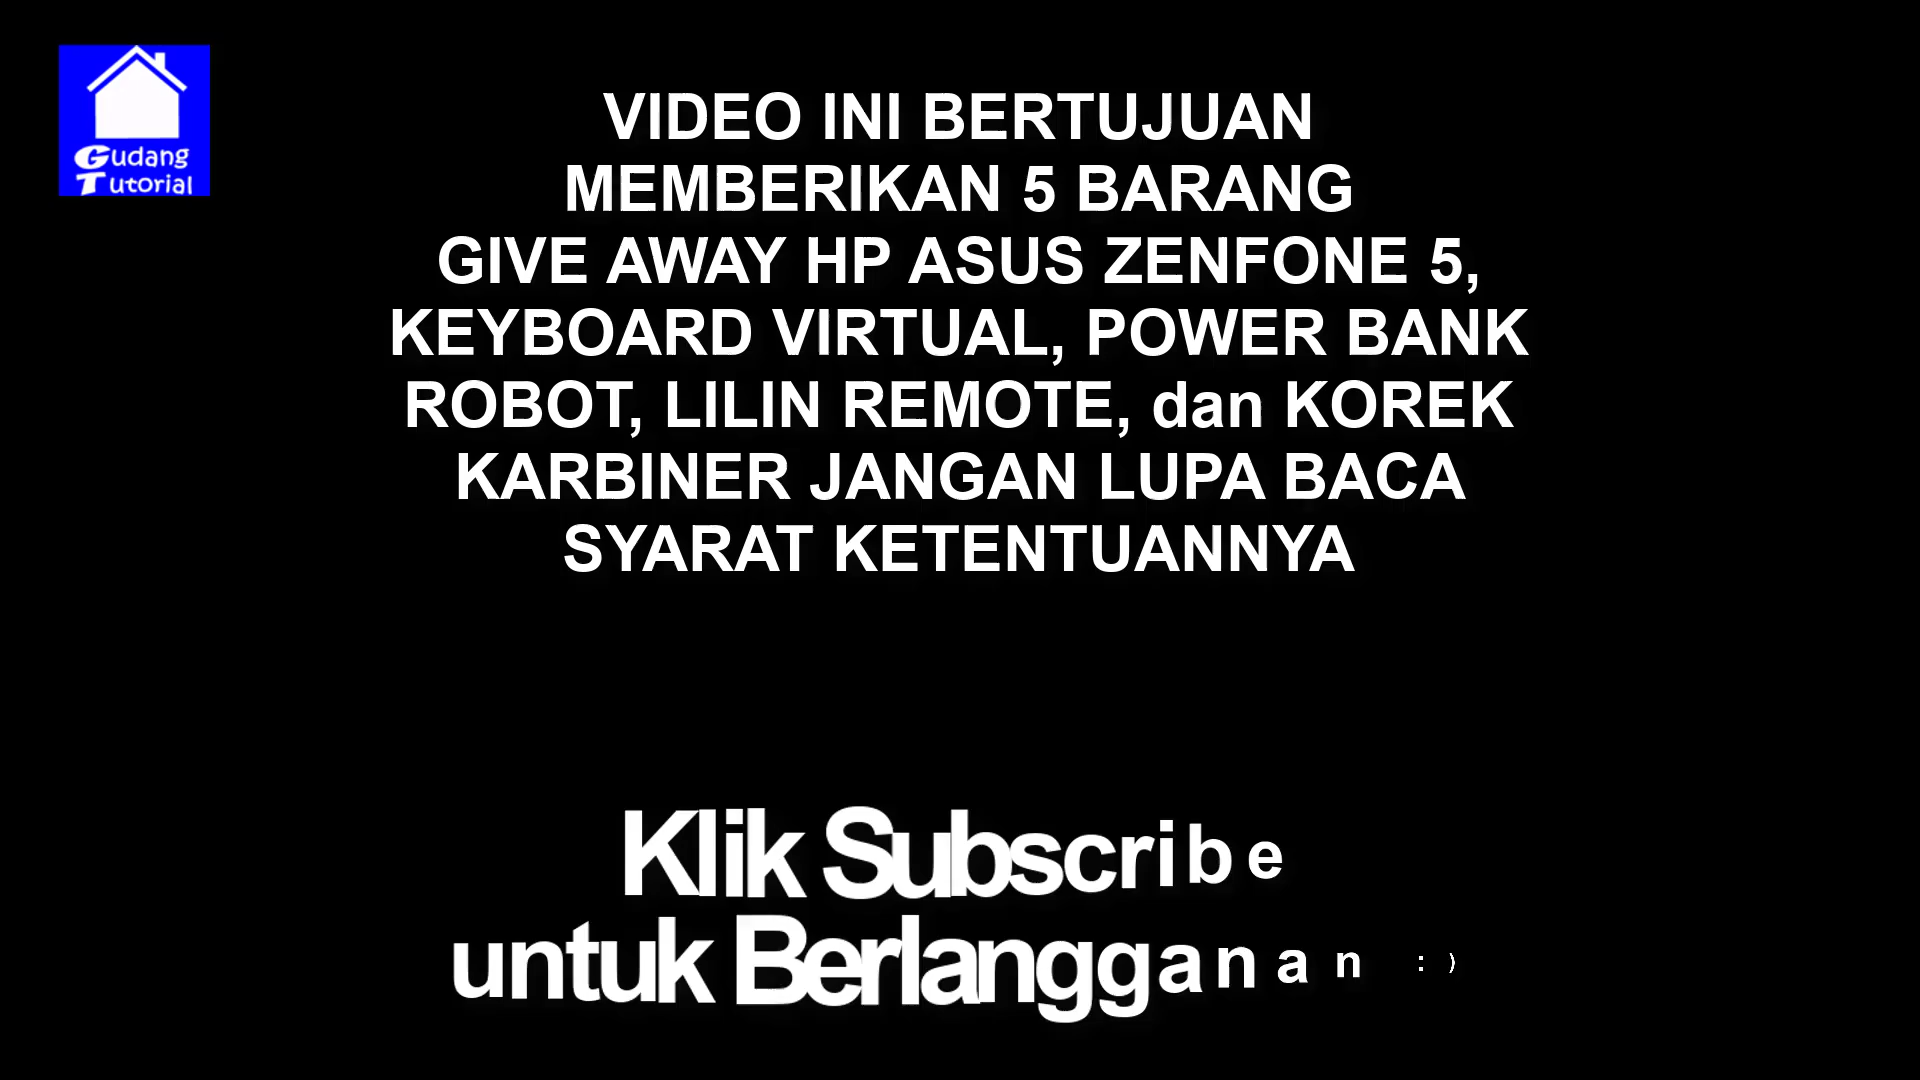 Gudang
Tutorial
VIDEO INI BERTUJUAN
MEMBERIKAN 5 BARANG
GIVE AWAY HP ASUS ZENFONE 5,
KEYBOARD VIRTUAL, POWER BANK
ROBOT, LILIN REMOTE, dan KOREK
KARBINER JANGAN LUPA BACA
SYARAT KETENTUANNYA
Klik Subscribe
untuk Berlangganan :)